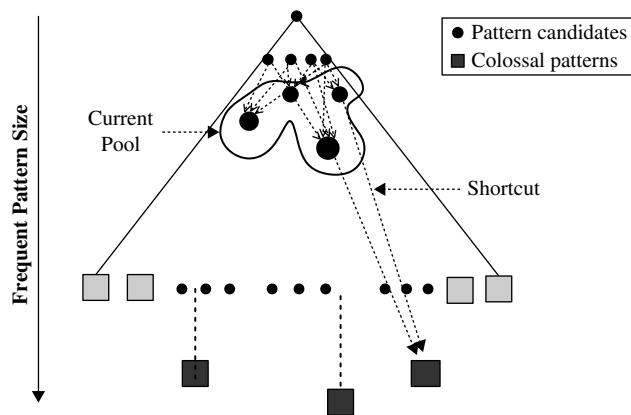 Pattern candidates
Colossal patterns
Current
Pool
Shortcut
Frequent Pattern Size